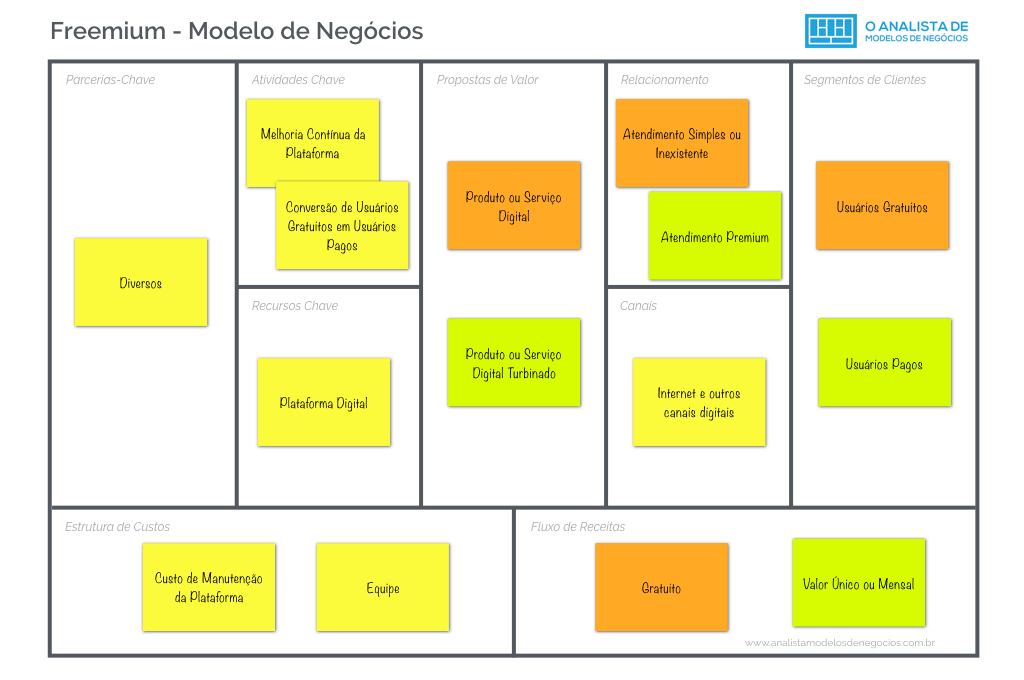 Freemium - Modelo de Negócios
O ANALISTA DE
MODELOS DE NEGÓCIOS
Parcerias-Chave
Diversos
Atividades Chave
Melhoria Contínua da
Plataforma
Conversão de Usuários
Gratuitos em Usuários
Pagos
Recursos Chave
Plataforma Digital
Propostas de Valor
Produto ou Serviço
Digital
Produto ou Serviço
Digital Turbinado
Relacionamento
Atendimento Simples ou
Inexistente
Atendimento Premium
Canais
Internet e outros
canais digitais
Segmentos de Clientes
Usuários Gratuitos
Usuários Pagos
Estrutura de Custos
Custo de Manutenção
da Plataforma
Equipe
Fluxo de Receitas
Gratuito
Valor Único ou Mensal
www.analistamodelosdenegocios.com.br